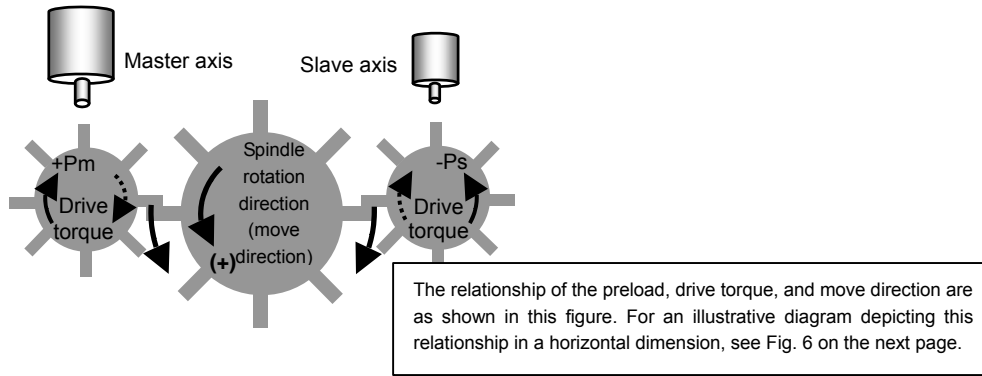 Master axis
Slave axis
+Pm
Drive
torque
Spindle
rotation
direction
(move
direction)
(+)
-Ps
Drive
torque
The relationship of the preload, drive torque, and move direction are
as shown in this figure. For an illustrative diagram depicting this
relationship in a horizontal dimension, see Fig. 6 on the next page.